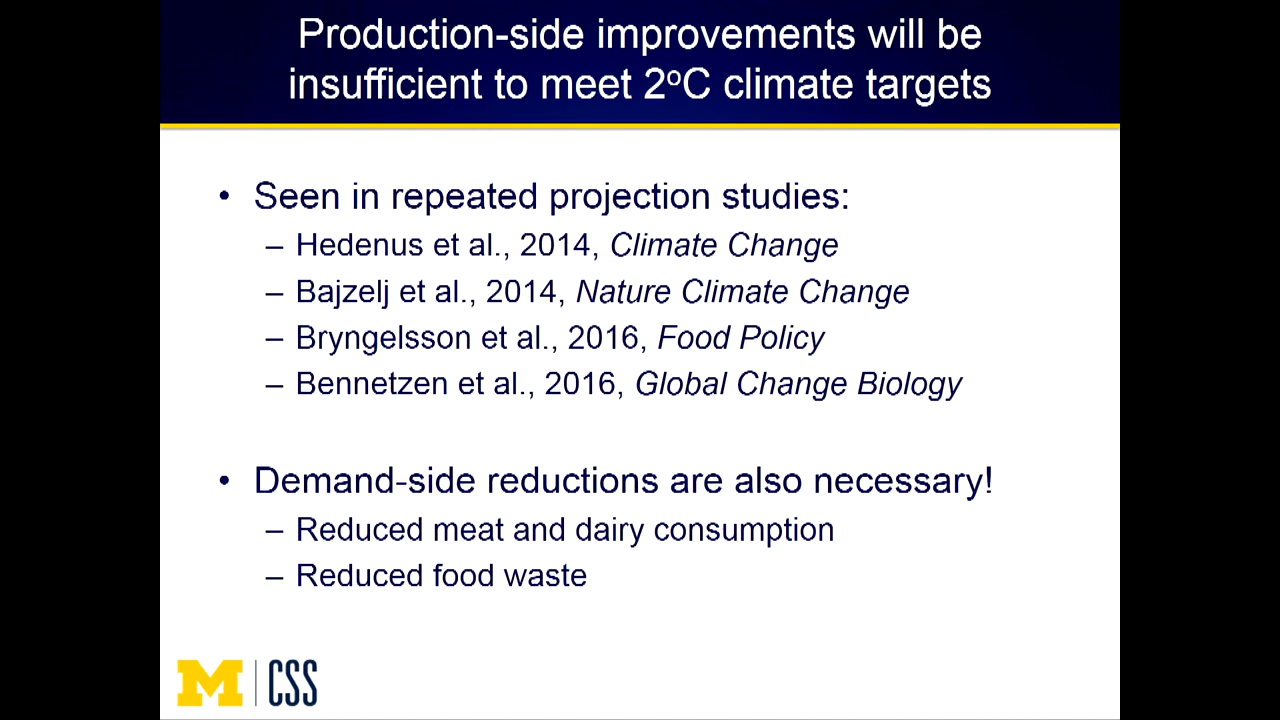 Production-side improvements will be
insufficient to meet 2ºC climate targets
• Seen in repeated projection studies:
– Hedenus et al., 2014, Climate Change
– Bajzelj et al., 2014, Nature Climate Change
– Bryngelsson et al., 2016, Food Policy
– Bennetzen et al., 2016, Global Change Biology
• Demand-side reductions are also necessary!
– Reduced meat and dairy consumption
– Reduced food waste
M | CSS